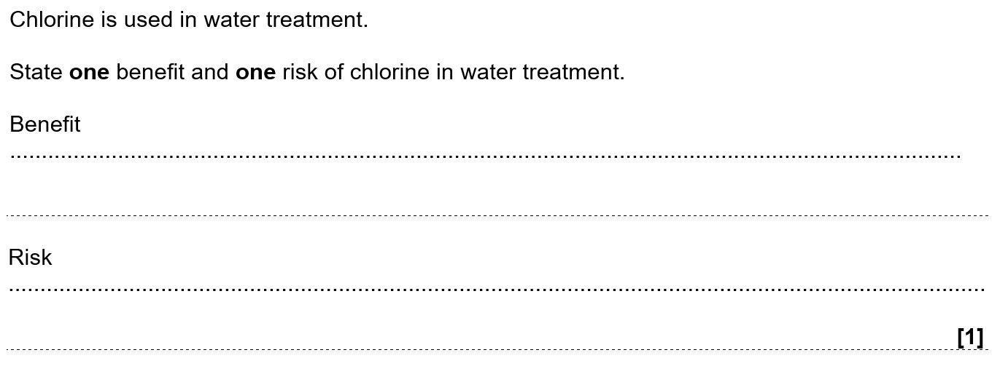 Chlorine is used in water treatment.
State one benefit and one risk of chlorine in water treatment.
Benefit
Risk
[1]